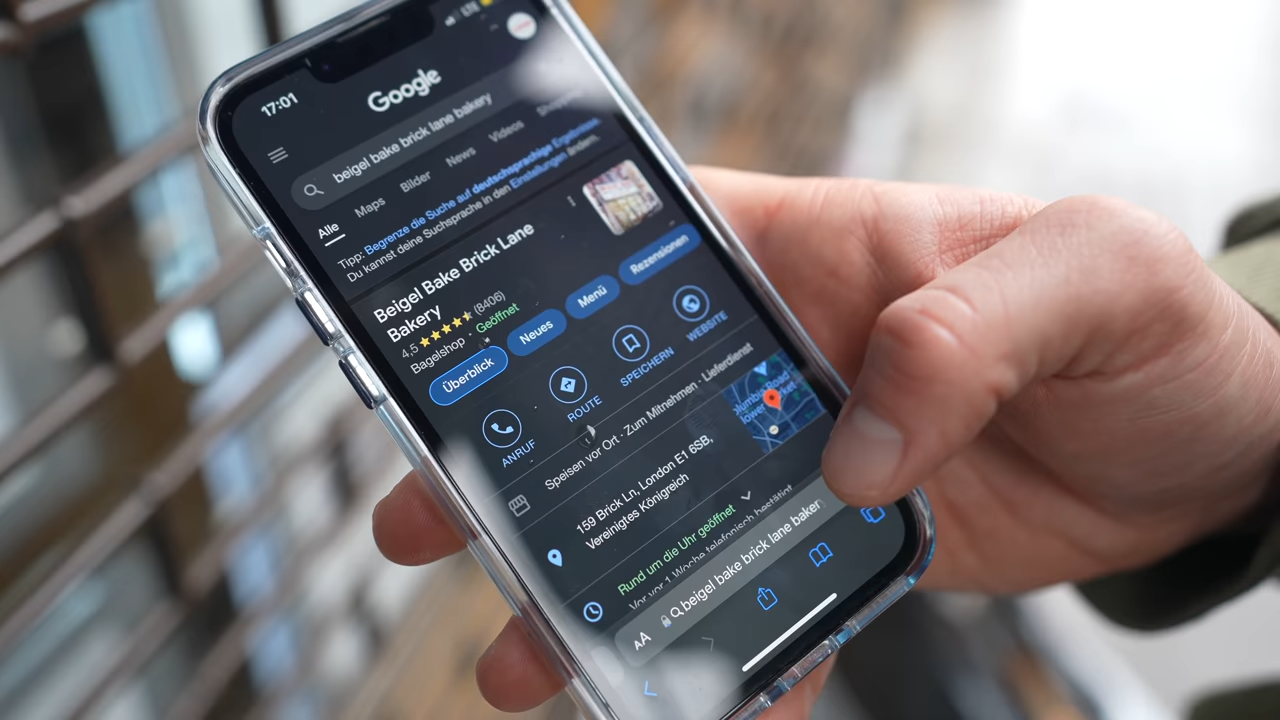 17:01
LTE
Google
beigel bake brick lane bakery
Alle Maps Bilder News Videos
Tipp: Begrenze die Suche auf deutschsprachige Ergebnisse.
Du kannst deine Suchsprache in den Einstellungen ändern.
Beigel Bake Brick Lane
Bakery
4,5 (8406)
Bagelshop · Geöffnet
Überblick Neues Menü Rezensionen
ANRUF ROUTE SPEICHERN WEBSITE
Speisen vor Ort · Zum Mitnehmen · Lieferdienst
159 Brick Ln, London E1 6SB,
Vereinigtes Königreich
Rund um die Uhr geöffnet
Vor vor 1 Woche telefonisch bestätigt
AA beigel bake brick lane baker